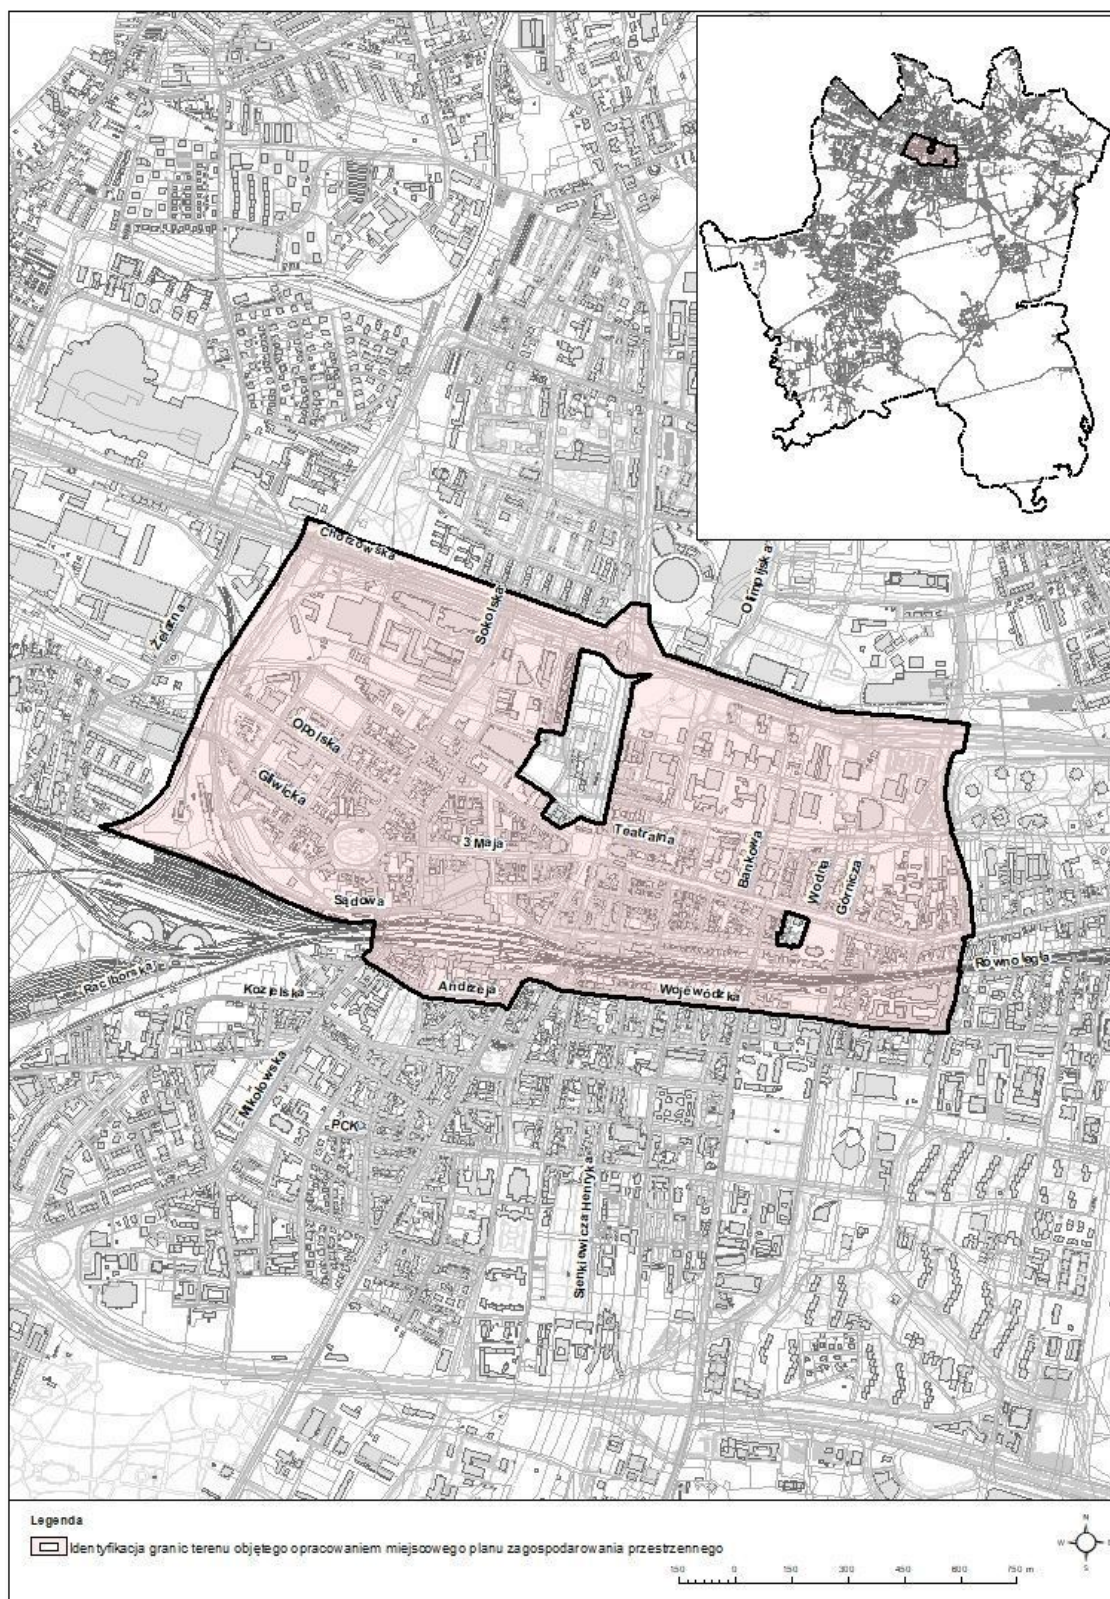 Chorzowska
Sokolska
Olimpijska
Żelazna
Opolska
Gliwicka
3 Maja
Teatralna
Bankowa
Wodna
Górnicza
Sądowa
Równoległa
Raciborska
Kozielska
Andrzeja
Wojewódzka
Mikołowska
PCK
Sienkiewicza Henryka
Legenda
Identyfikacja granic terenu objętego opracowaniem miejscowego planu zagospodarowania przestrzennego
N
W
E
S
150 0 150 300 450 600 750 m